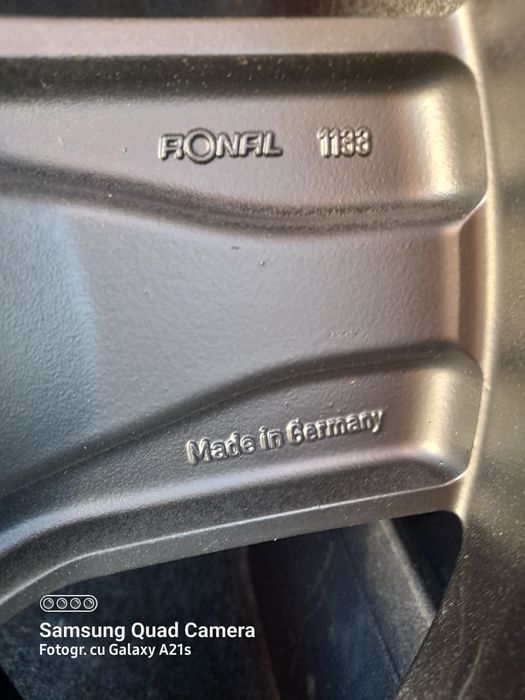 RONAL 1133
Made in Germany
Samsung Quad Camera
Fotogr. cu Galaxy A21s